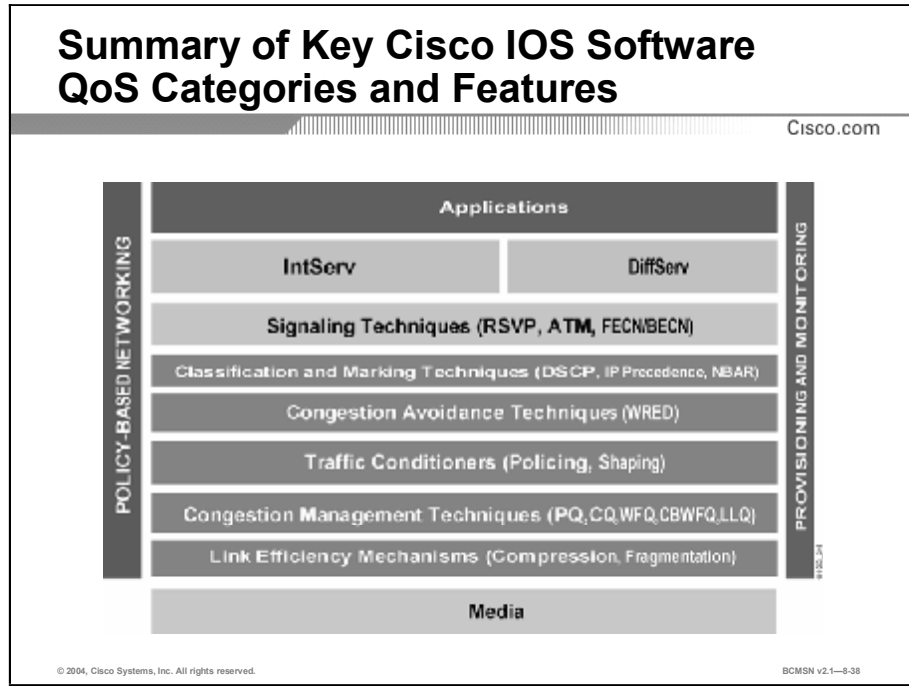 Summary of Key Cisco IOS Software
QoS Categories and Features
Cisco.com
POLICY-BASED NETWORKING
Applications
IntServ
DiffServ
Signaling Techniques (RSVP, ATM, FECN/BECN)
Classification and Marking Techniques (DSCP, IP Precedence, NBAR)
Congestion Avoidance Techniques (WRED)
Traffic Conditioners (Policing, Shaping)
Congestion Management Techniques (PQ,CQ,WFQ,CBWFQ,LLQ)
Link Efficiency Mechanisms (Compression, Fragmentation)
Media
PROVISIONING AND MONITORING
© 2004, Cisco Systems, Inc. All rights reserved.
BCMSN v2.1—8-38